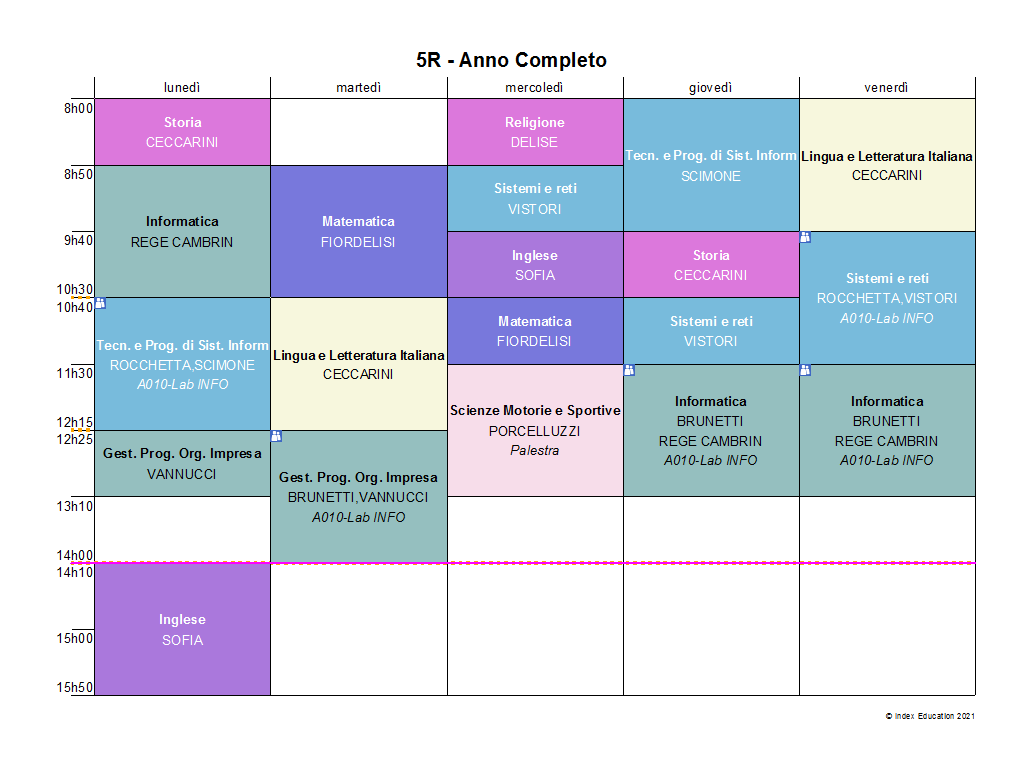 5R - Anno Completo
lunedì
martedì
mercoledì
giovedì
venerdì
8h00
8h50
9h40
10h30
10h40
11h30
12h15
12h25
13h10
14h00
14h10
15h00
15h50
Storia
CECCARINI
Informatica
REGE CAMBRIN
Tecn. e Prog. di Sist. Inform
ROCCHETTA,SCIMONE
A010-Lab INFO
Gest. Prog. Org. Impresa
VANNUCCI
Inglese
SOFIA
Matematica
FIORDELISI
Lingua e Letteratura Italiana
CECCARINI
Gest. Prog. Org. Impresa
BRUNETTI,VANNUCCI
A010-Lab INFO
Religione
DELISE
Sistemi e reti
VISTORI
Inglese
SOFIA
Matematica
FIORDELISI
Scienze Motorie e Sportive
PORCELLUZZI
Palestra
Tecn. e Prog. di Sist. Inform
SCIMONE
Storia
CECCARINI
Sistemi e reti
VISTORI
Informatica
BRUNETTI
REGE CAMBRIN
A010-Lab INFO
Lingua e Letteratura Italiana
CECCARINI
Sistemi e reti
ROCCHETTA,VISTORI
A010-Lab INFO
Informatica
BRUNETTI
REGE CAMBRIN
A010-Lab INFO
© Index Education 2021